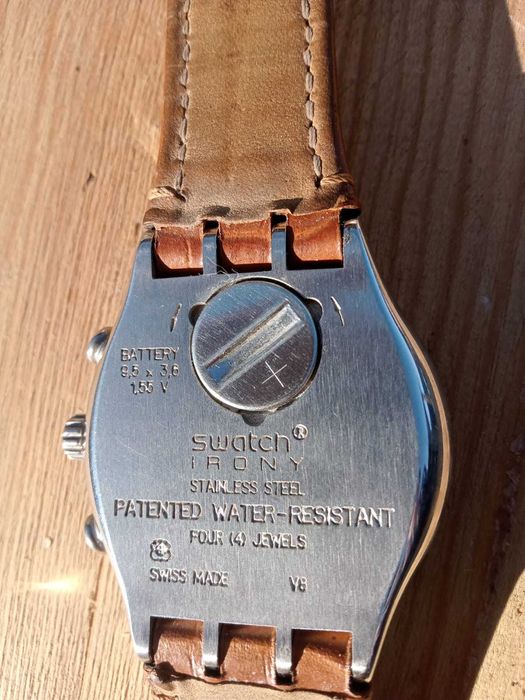 BATTERY
9,5 x 3,6
1,55 V
+
swatch®
IRONY
STAINLESS STEEL
PATENTED WATER-RESISTANT
FOUR (4) JEWELS
SWISS MADE V8